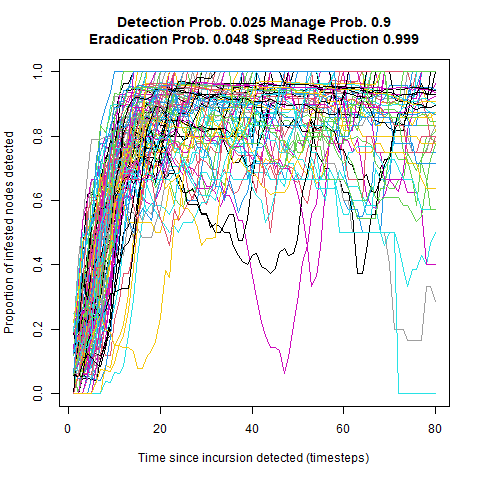 Detection Prob. 0.025 Manage Prob. 0.9
Eradication Prob. 0.048 Spread Reduction 0.999
Proportion of infested nodes detected
1.0
0.8
0.6
0.4
0.2
0.0
0
20
40
60
80
Time since incursion detected (timesteps)